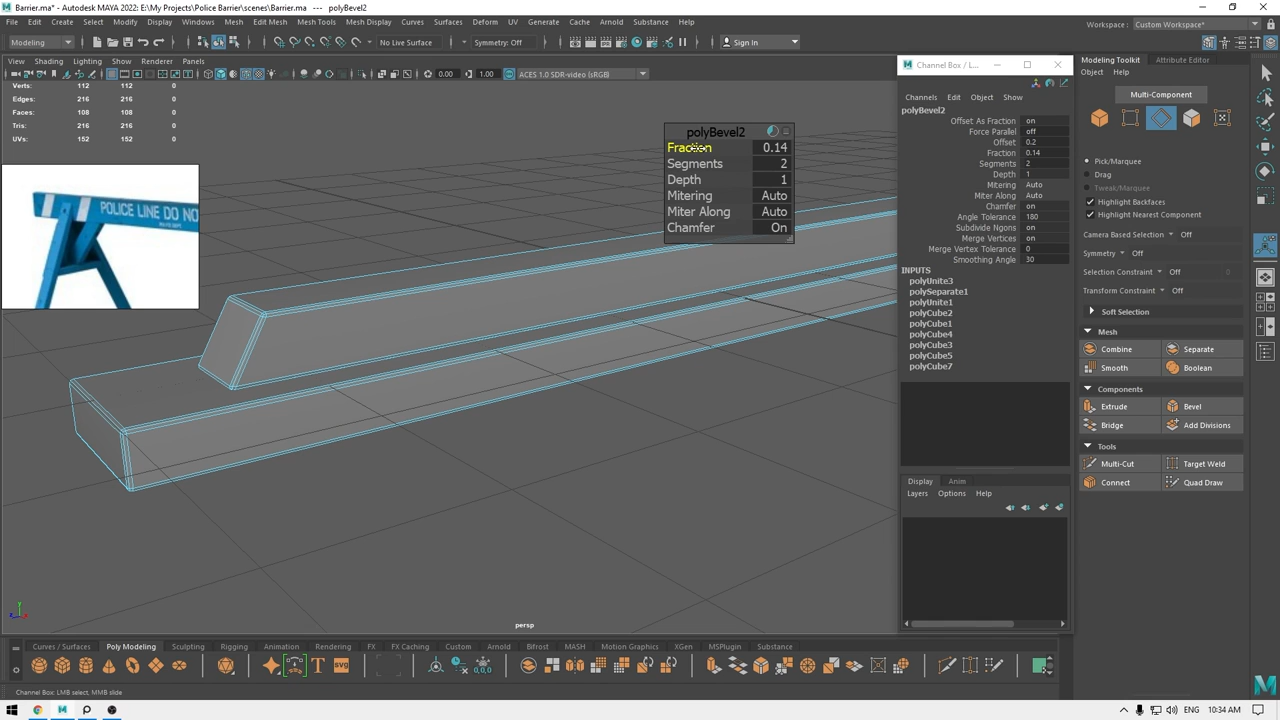 Barrier.ma* - Autodesk MAYA 2022: E:\My Projects\Police Barrier\scenes\Barrier.ma --- polyBevel2
File Edit Create Select Modify Display Windows Mesh Edit Mesh Mesh Tools Mesh Display Curves Surfaces Deform UV Generate Cache Arnold Substance Help
Workspace : Custom Workspace*
Modeling No Live Surface Symmetry: Off Sign In
View Shading Lighting Show Renderer Panels
0.00 1.00 ACES 1.0 SDR-video (sRGB)
Verts: 112 112 0
Edges: 216 216 0
Faces: 108 108 0
Tris: 216 216 0
UVs: 152 152 0
POLICE LINE DO NO
polyBevel2
Fraction 0.14
Segments 2
Depth 1
Mitering Auto
Miter Along Auto
Chamfer On
persp
Channel Box / L...
Channels Edit Object Show
polyBevel2
Offset As Fraction on
Force Parallel off
Offset 0.2
Fraction 0.14
Segments 2
Depth 1
Mitering Auto
Miter Along Auto
Chamfer on
Angle Tolerance 180
Subdivide Ngons on
Merge Vertices on
Merge Vertex Tolerance 0
Smoothing Angle 30
INPUTS
polyUnite3
polySeparate1
polyUnite1
polyCube2
polyCube1
polyCube4
polyCube3
polyCube5
polyCube7
Display Anim
Layers Options Help
Modeling Toolkit Attribute Editor
Object Help
Multi-Component
Pick/Marquee
Drag
Tweak/Marquee
Highlight Backfaces
Highlight Nearest Component
Camera Based Selection Off
Symmetry Off
Selection Constraint Off 0
Transform Constraint Off
Soft Selection
Mesh
Combine Separate
Smooth Boolean
Components
Extrude Bevel
Bridge Add Divisions
Tools
Multi-Cut Target Weld
Connect Quad Draw
Curves / Surfaces Poly Modeling Sculpting Rigging Animation Rendering FX FX Caching Custom Arnold Bifrost MASH Motion Graphics XGen MSPlugin Substance
T SVG 0,0,0
Channel Box: LMB select, MMB slide
ENG 10:34 AM